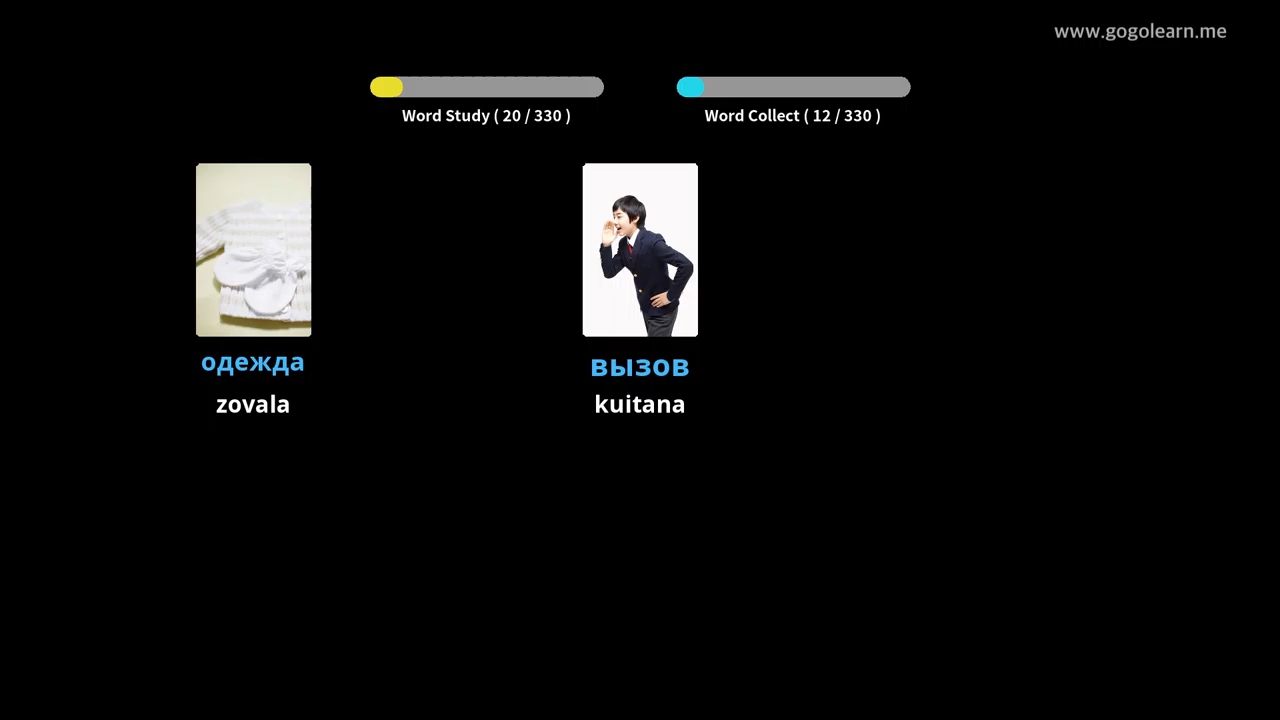 www.gogolearn.me
Word Study ( 20 / 330 )
Word Collect ( 12 / 330 )
одежда
zovala
вызов
kuitana